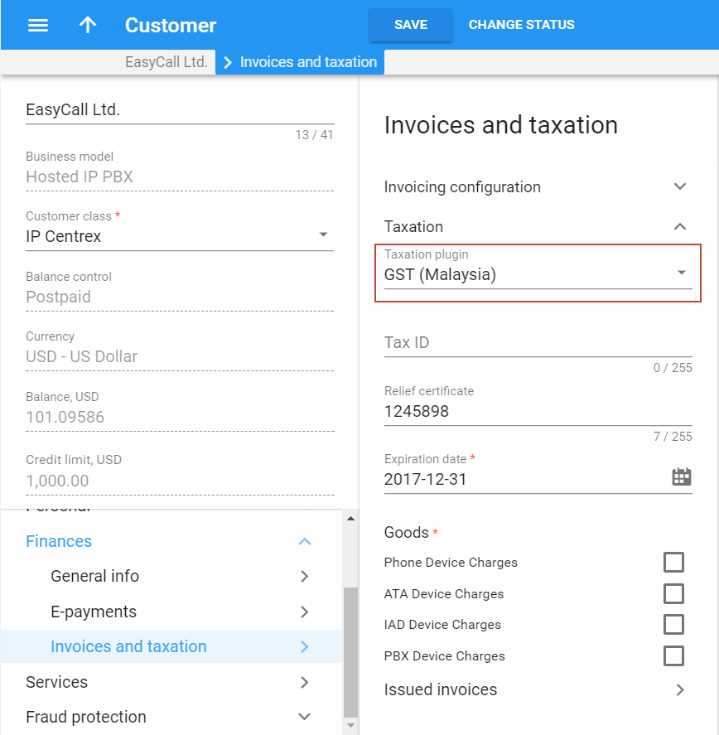 Customer
SAVE
CHANGE STATUS
EasyCall Ltd.
Invoices and taxation
EasyCall Ltd.
13 / 41
Business model
Hosted IP PBX
Customer class *
IP Centrex
Balance control
Postpaid
Currency
USD - US Dollar
Balance, USD
101.09586
Credit limit, USD
1,000.00
Personal
Finances
General info
E-payments
Invoices and taxation
Services
Fraud protection
Invoices and taxation
Invoicing configuration
Taxation
Taxation plugin
GST (Malaysia)
Tax ID
0 / 255
Relief certificate
1245898
7 / 255
Expiration date *
2017-12-31
Goods *
Phone Device Charges
ATA Device Charges
IAD Device Charges
PBX Device Charges
Issued invoices